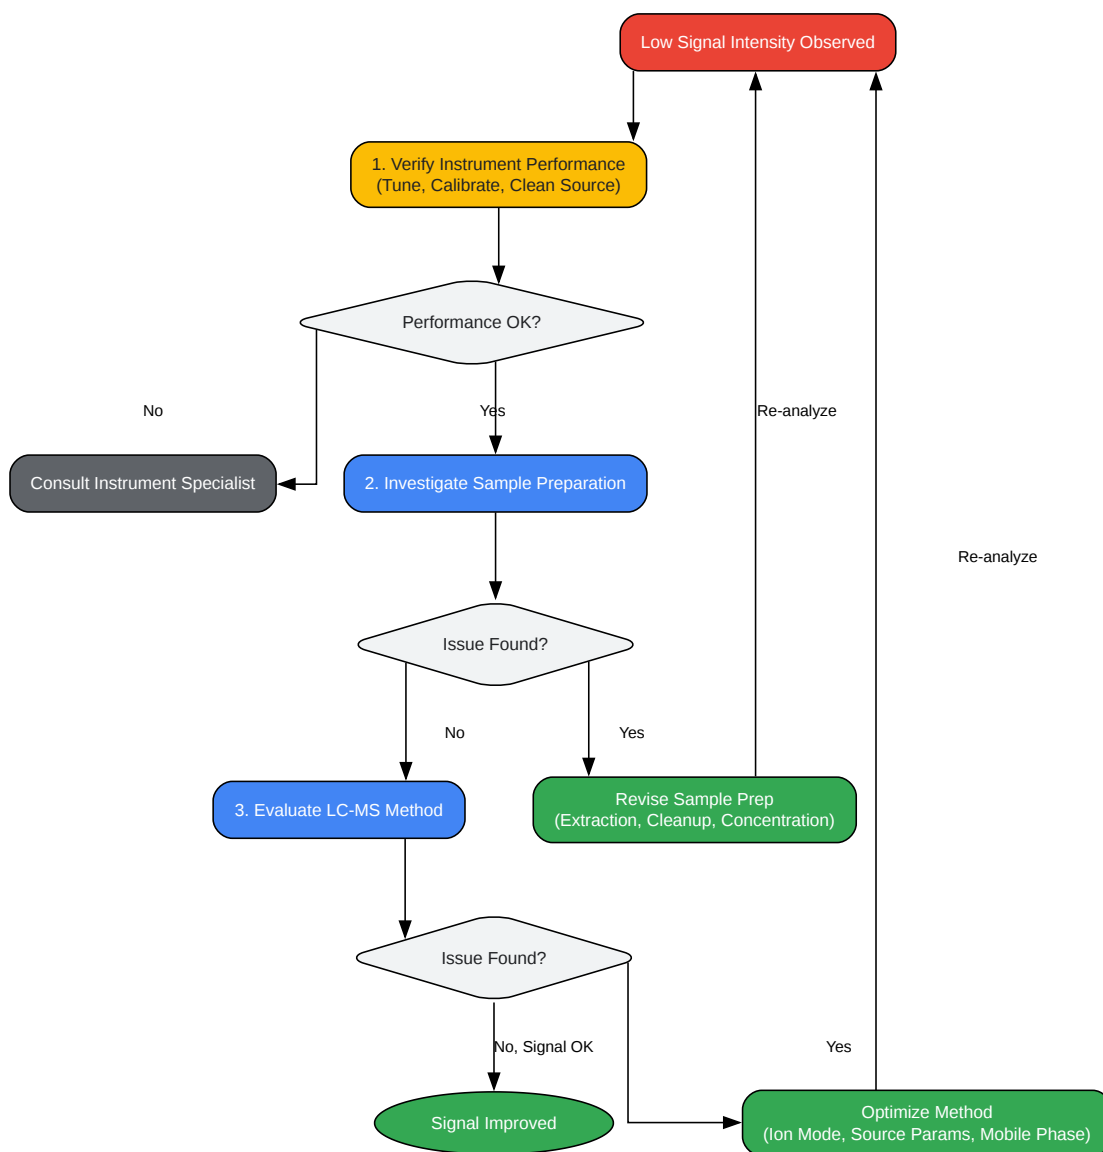 Low Signal Intensity Observed
1. Verify Instrument Performance
(Tune, Calibrate, Clean Source)
Performance OK?
No
Yes
Re-analyze
Consult Instrument Specialist
2. Investigate Sample Preparation
Re-analyze
Issue Found?
No
Yes
3. Evaluate LC-MS Method
Revise Sample Prep
(Extraction, Cleanup, Concentration)
Issue Found?
No, Signal OK
Yes
Signal Improved
Optimize Method
(Ion Mode, Source Params, Mobile Phase)